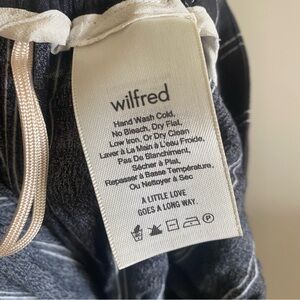 wilfred
Hand Wash Cold,
No Bleach, Dry Flat,
Low Iron, Or Dry Clean
Laver à La Main à L'eau Froide,
Pas De Blanchiment,
Sécher à Plat,
Repasser à Basse Température,
Ou Nettoyer à Sec
A LITTLE LOVE
GOES A LONG WAY.